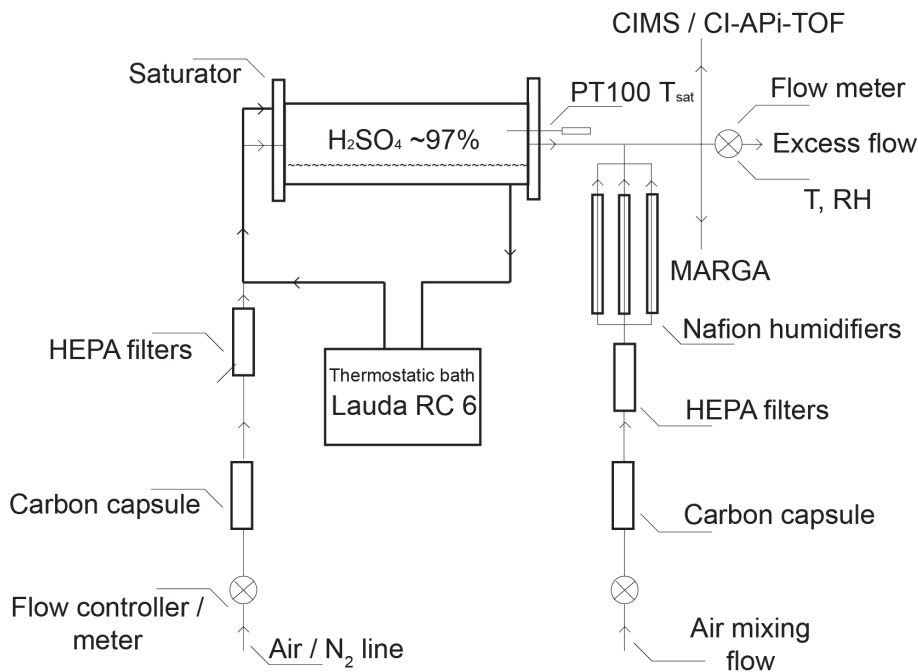 CIMS / CI-APi-TOF
Saturator
PT100 Tsat
Flow meter
H₂SO₄ ~97%
Excess flow
T, RH
MARGA
HEPA filters
Nafion humidifiers
Thermostatic bath
Lauda RC 6
HEPA filters
Carbon capsule
Carbon capsule
Flow controller /
meter
Air / N₂ line
Air mixing
flow